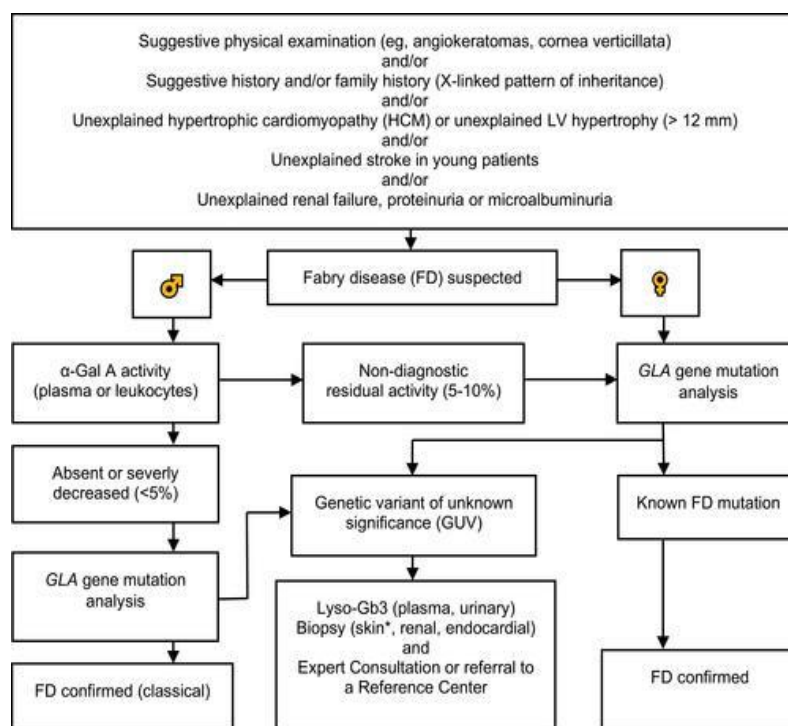 Suggestive physical examination (eg, angiokeratomas, cornea verticillata)
and/or
Suggestive history and/or family history (X-linked pattern of inheritance)
and/or
Unexplained hypertrophic cardiomyopathy (HCM) or unexplained LV hypertrophy (> 12 mm)
and/or
Unexplained stroke in young patients
and/or
Unexplained renal failure, proteinuria or microalbuminuria
Fabry disease (FD) suspected
α-Gal A activity
(plasma or leukocytes)
Non-diagnostic
residual activity (5-10%)
GLA gene mutation
analysis
Absent or severly
decreased (<5%)
Genetic variant of unknown
significance (GUV)
Known FD mutation
GLA gene mutation
analysis
Lyso-Gb3 (plasma, urinary)
Biopsy (skin*, renal, endocardial)
and
Expert Consultation or referral to
a Reference Center
FD confirmed (classical)
FD confirmed